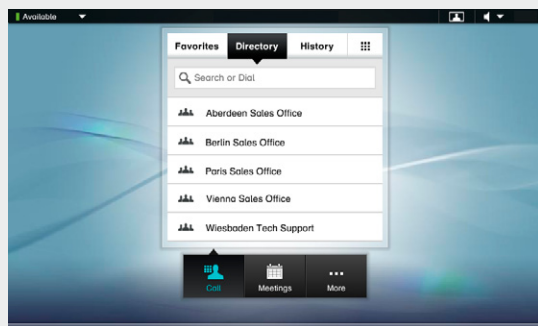 Available
Favorites Directory History
Search or Dial
Aberdeen Sales Office
Berlin Sales Office
Paris Sales Office
Vienna Sales Office
Wiesbaden Tech Support
Call Meetings More